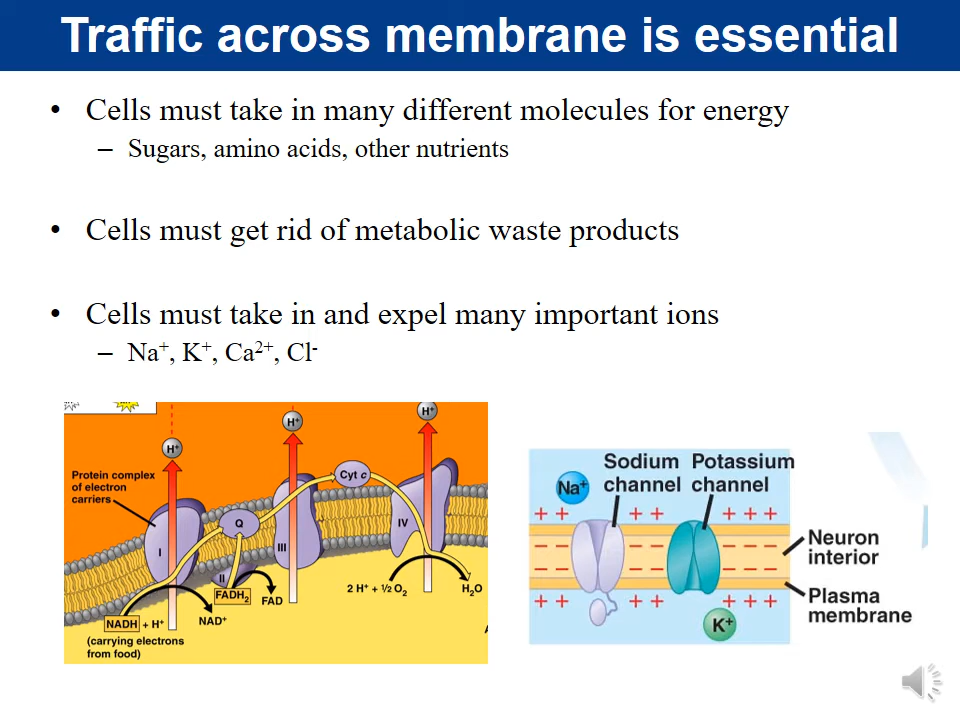 Traffic across membrane is essential
• Cells must take in many different molecules for energy
– Sugars, amino acids, other nutrients
• Cells must get rid of metabolic waste products
• Cells must take in and expel many important ions
– Na⁺, K⁺, Ca²⁺, Cl⁻
H⁺
H⁺
H⁺
Protein complex
of electron
carriers
Cyt c
Q
I
II
III
IV
FADH₂
FAD
2 H⁺ + ½ O₂
H₂O
NADH + H⁺
NAD⁺
(carrying electrons
from food)
Sodium
channel
Potassium
channel
Na⁺
+ +
+ +
+ + +
– –
– –
– – –
– –
– –
– – –
+ +
+ +
+ + +
K⁺
Neuron
interior
Plasma
membrane